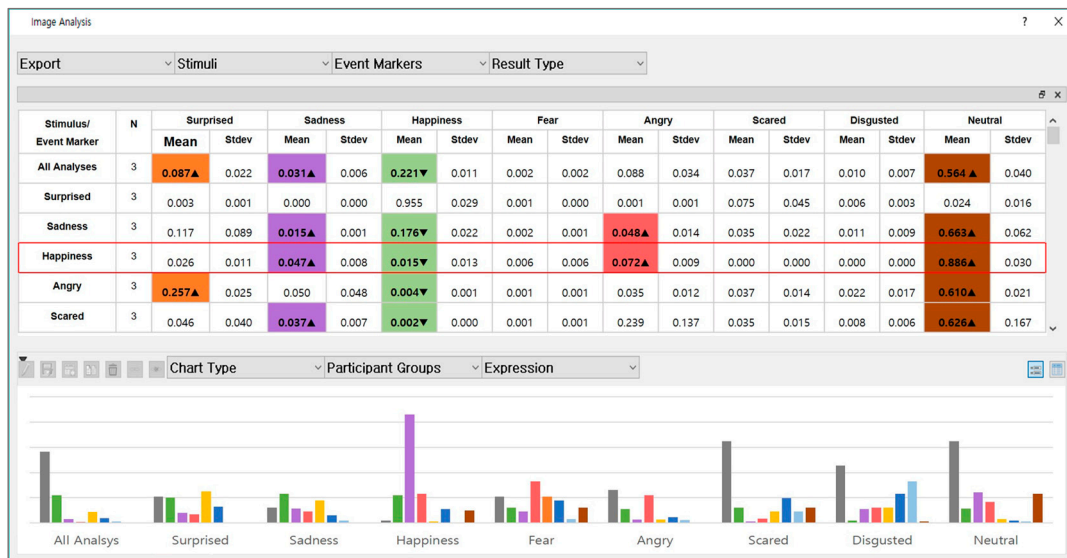 Image Analysis ? ×
Export Stimuli Event Markers Result Type
Stimulus/ Event Marker N Surprised Sadness Happiness Fear Angry Scared Disgusted Neutral
Mean Stdev Mean Stdev Mean Stdev Mean Stdev Mean Stdev Mean Stdev Mean Stdev Mean Stdev
All Analyses 3 0.087▲ 0.022 0.031▲ 0.006 0.221▼ 0.011 0.002 0.002 0.088 0.034 0.037 0.017 0.010 0.007 0.564 ▲ 0.040
Surprised 3 0.003 0.001 0.000 0.000 0.955 0.029 0.001 0.000 0.001 0.001 0.075 0.045 0.006 0.003 0.024 0.016
Sadness 3 0.117 0.089 0.015▲ 0.001 0.176▼ 0.022 0.002 0.001 0.048▲ 0.014 0.035 0.022 0.011 0.009 0.663▲ 0.062
Happiness 3 0.026 0.011 0.047▲ 0.008 0.015▼ 0.013 0.006 0.006 0.072▲ 0.009 0.000 0.000 0.000 0.000 0.886▲ 0.030
Angry 3 0.257▲ 0.025 0.050 0.048 0.004▼ 0.001 0.001 0.001 0.035 0.012 0.037 0.014 0.022 0.017 0.610▲ 0.021
Scared 3 0.046 0.040 0.037▲ 0.007 0.002▼ 0.000 0.001 0.001 0.239 0.137 0.035 0.015 0.008 0.006 0.626▲ 0.167
Chart Type Participant Groups Expression
All Analsys Surprised Sadness Happiness Fear Angry Scared Disgusted Neutral